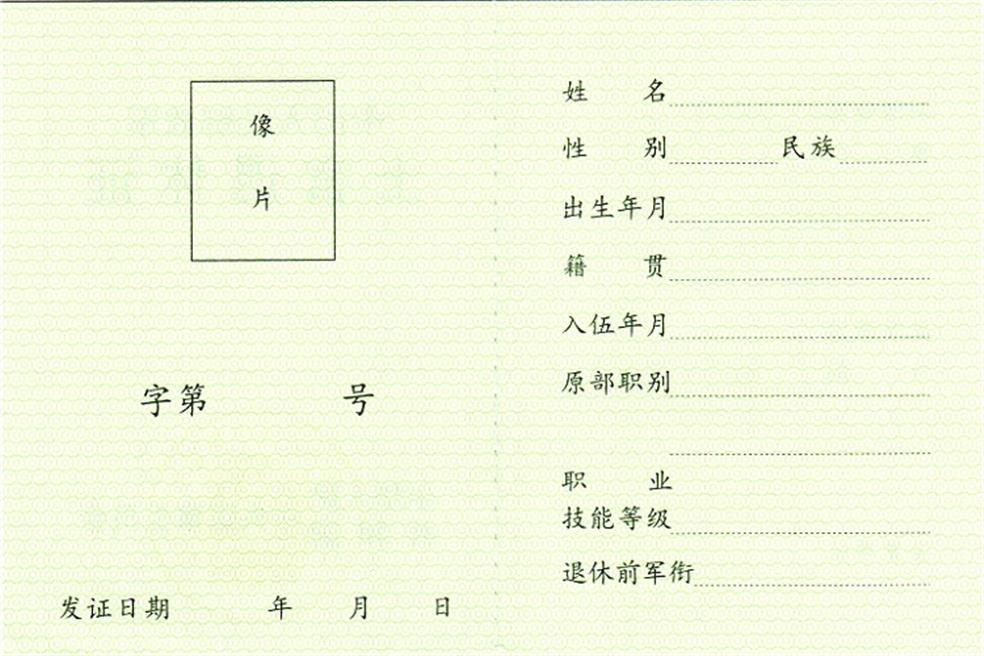 像
片
字第 号
发证日期 年 月 日
姓 名
性 别 民族
出生年月
籍 贯
入伍年月
原部职别
职 业
技能等级
退休前军衔